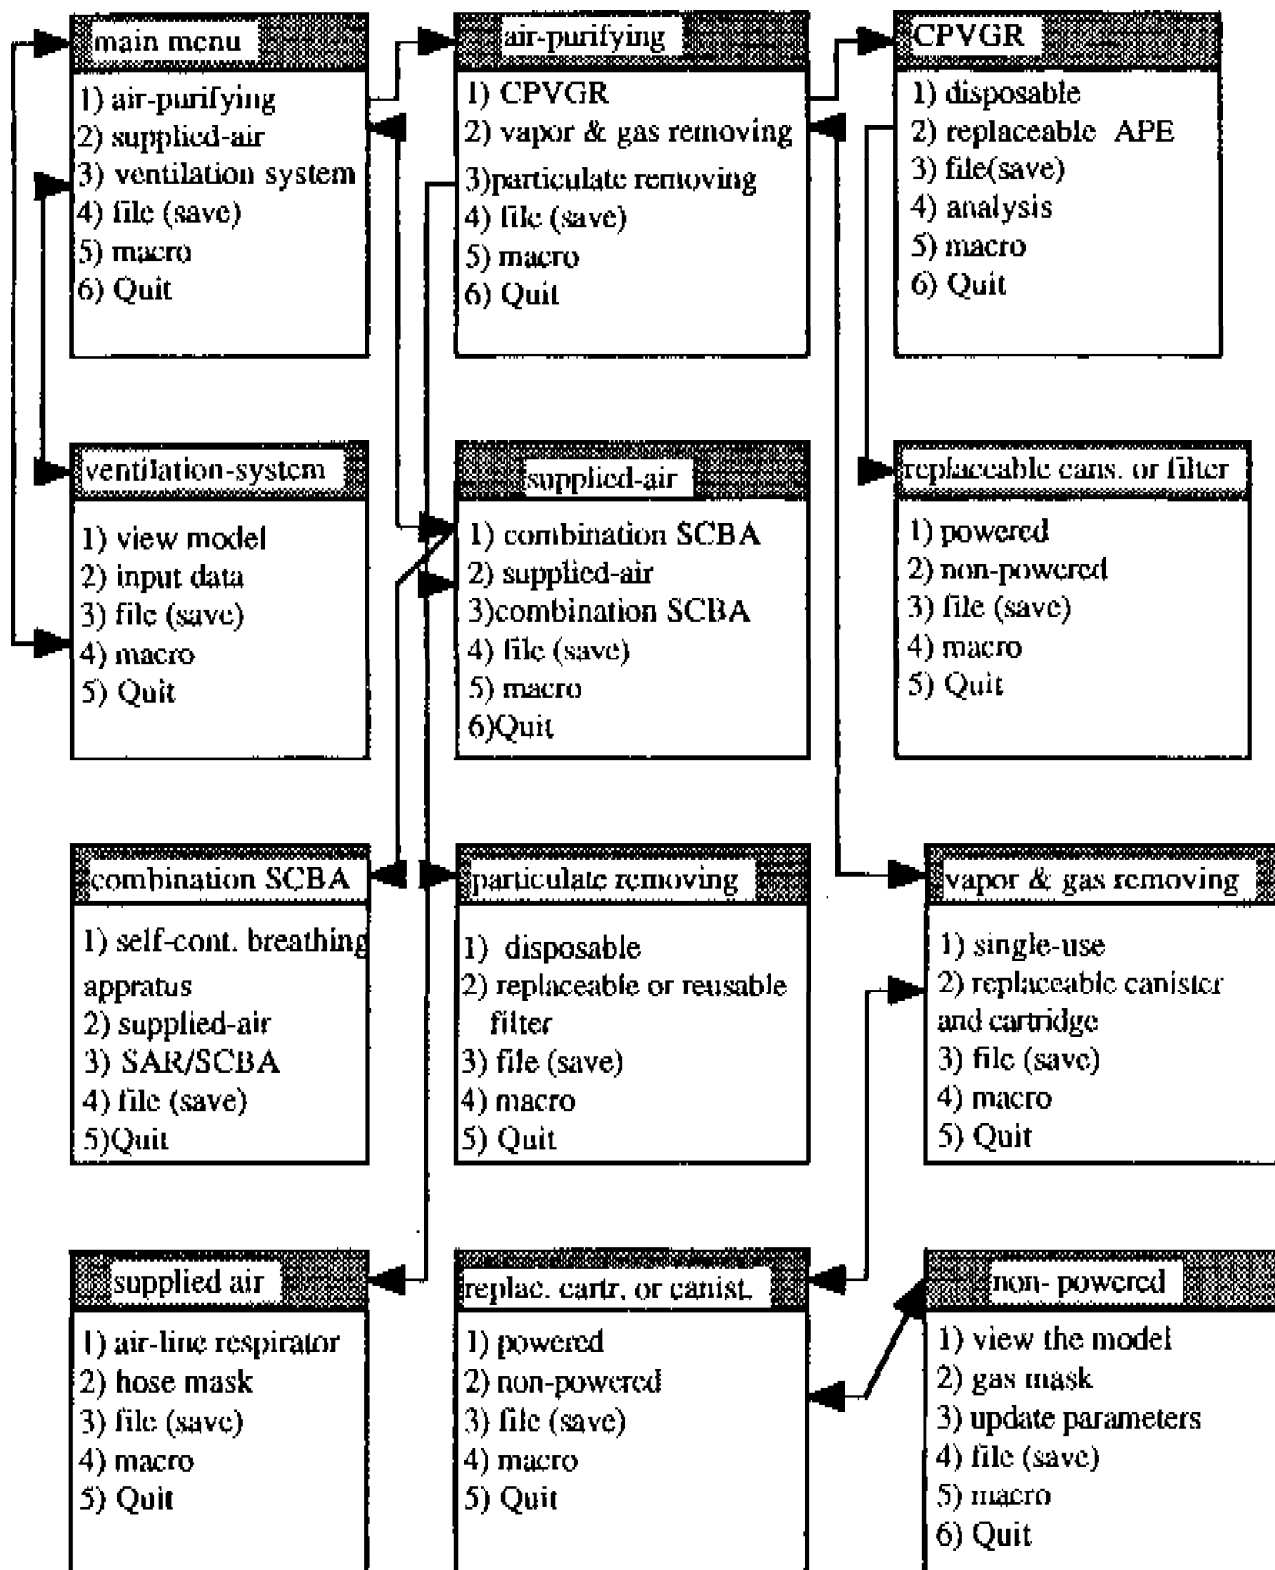 main menu
1) air-purifying
2) supplied-air
3) ventilation system
4) file (save)
5) macro
6) Quit
air-purifying
1) CPVGR
2) vapor & gas removing
3)particulate removing
4) file (save)
5) macro
6) Quit
CPVGR
1) disposable
2) replaceable APE
3) file(save)
4) analysis
5) macro
6) Quit
ventilation-system
1) view model
2) input data
3) file (save)
4) macro
5) Quit
supplied-air
1) combination SCBA
2) supplied-air
3)combination SCBA
4) file (save)
5) macro
6)Quit
replaceable cans. or filter
1) powered
2) non-powered
3) file (save)
4) macro
5) Quit
combination SCBA
1) self-cont. breathing
appratus
2) supplied-air
3) SAR/SCBA
4) file (save)
5)Quit
particulate removing
1) disposable
2) replaceable or reusable
filter
3) file (save)
4) macro
5) Quit
vapor & gas removing
1) single-use
2) replaceable canister
and cartridge
3) file (save)
4) macro
5) Quit
supplied air
1) air-line respirator
2) hose mask
3) file (save)
4) macro
5) Quit
replac. cartr. or canist.
1) powered
2) non-powered
3) file (save)
4) macro
5) Quit
non- powered
1) view the model
2) gas mask
3) update parameters
4) file (save)
5) macro
6) Quit